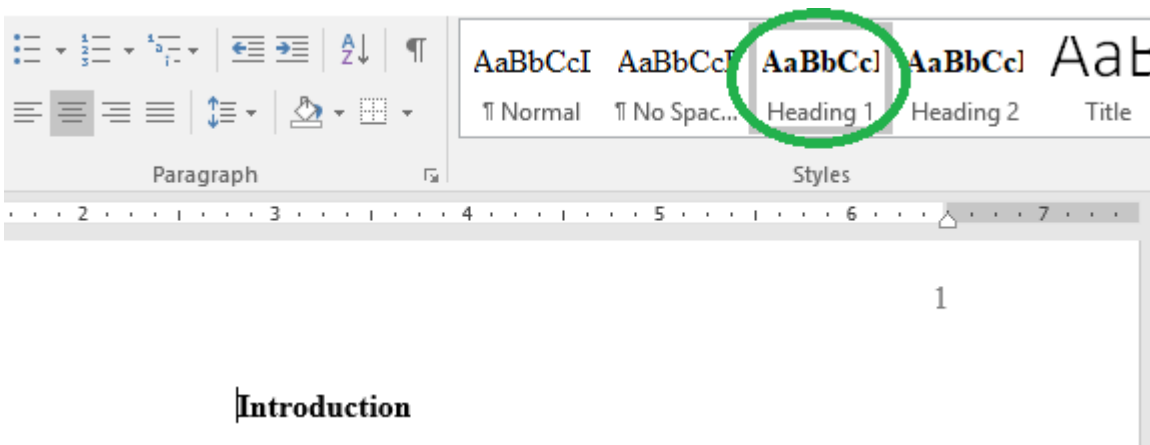 AaBbCcI AaBbCcI AaBbCcI AaBbCcI AaB
¶ Normal ¶ No Spac... Heading 1 Heading 2 Title
Paragraph Styles
2 3 4 5 6 7
1
Introduction